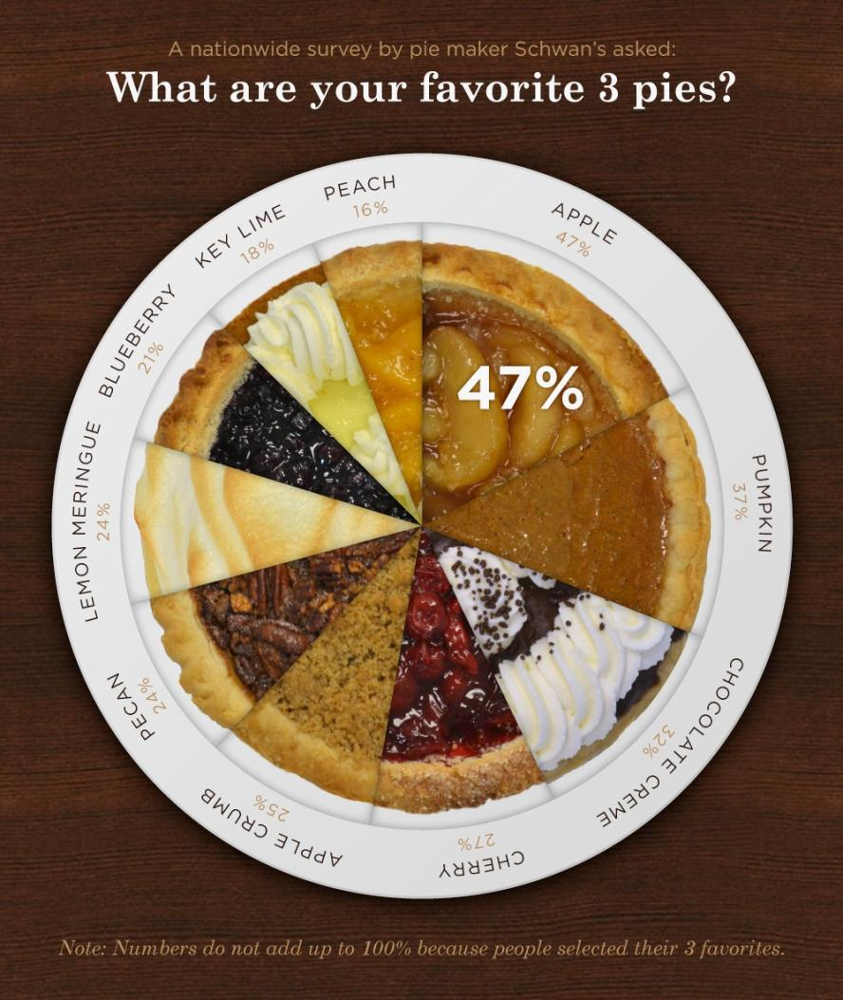 A nationwide survey by pie maker Schwan's asked:
What are your favorite 3 pies?
PEACH
16%
APPLE
47%
KEY LIME
18%
BLUEBERRY
21%
47%
PUMPKIN
37%
LEMON MERINGUE
24%
PECAN
24%
CHOCOLATE CREME
32%
APPLE CRUMB
25%
CHERRY
27%
Note: Numbers do not add up to 100% because people selected their 3 favorites.